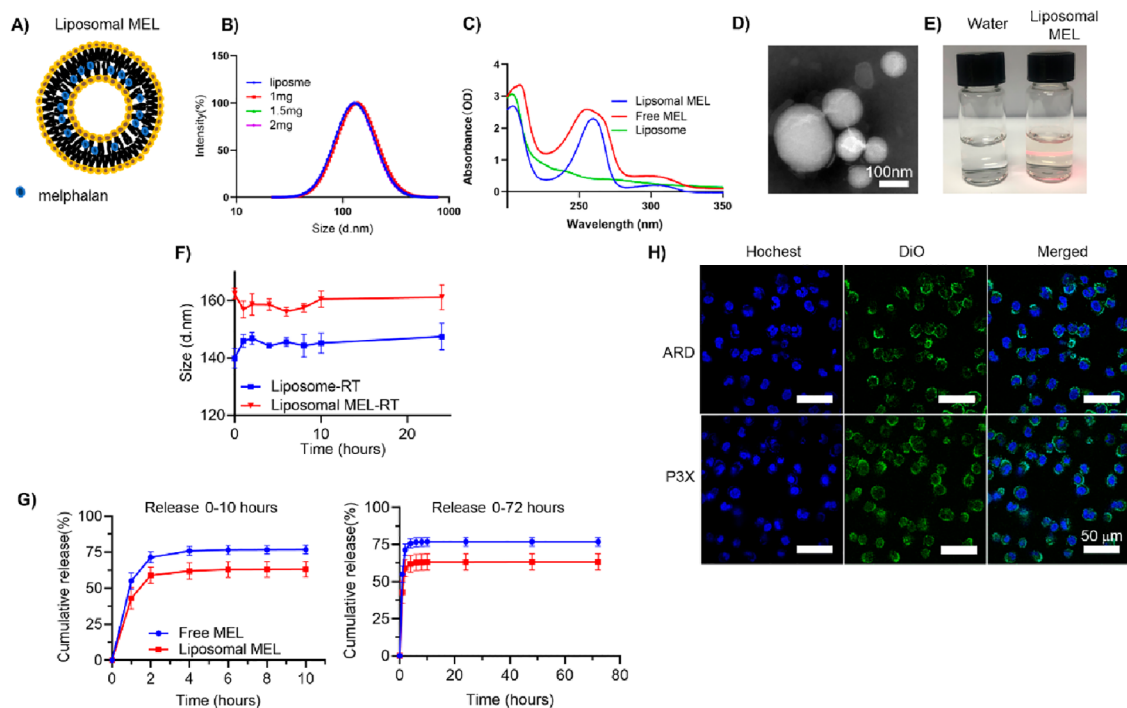 A)
Liposomal MEL
melphalan
B)
150
100
50
0
Intensity(%)
liposme
1mg
1.5mg
2mg
10
100
1000
Size (d.nm)
C)
4
3
2
1
0
Absorbance(OD)
Lipsomal MEL
Free MEL
Liposome
250
300
350
Wavelength (nm)
D)
100nm
E)
Water
Liposomal
MEL
F)
160
140
120
Size (d.nm)
Liposome-RT
Liposomal MEL-RT
0
10
20
Time (hours)
G)
Release 0-10 hours
100
75
50
25
0
Cumulative release(%)
Free MEL
Liposomal MEL
0
2
4
6
8
10
Time (hours)
Release 0-72 hours
100
75
50
25
0
Cumulative release(%)
0
20
40
60
80
Time (hours)
H)
Hochest
DiO
Merged
ARD
P3X
50 μm